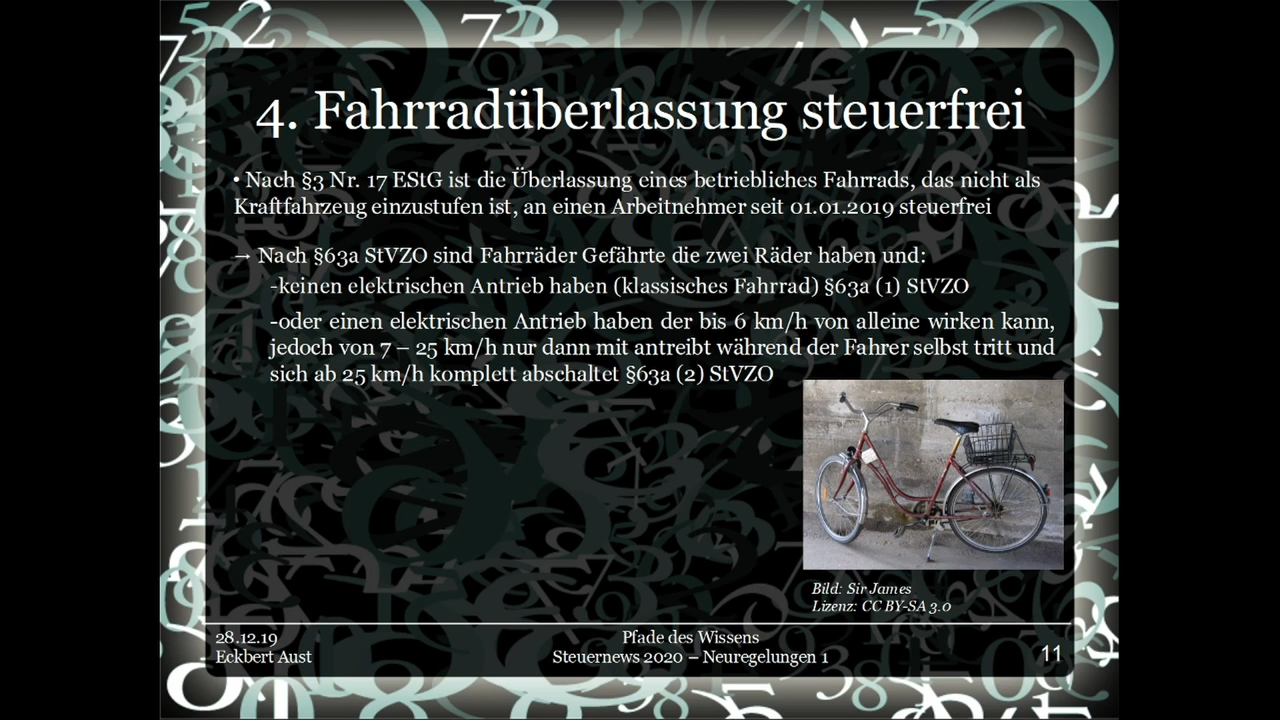 4. Fahrradüberlassung steuerfrei
• Nach §3 Nr. 17 EStG ist die Überlassung eines betriebliches Fahrrads, das nicht als
Kraftfahrzeug einzustufen ist, an einen Arbeitnehmer seit 01.01.2019 steuerfrei
→ Nach §63a StVZO sind Fahrräder Gefährte die zwei Räder haben und:
-keinen elektrischen Antrieb haben (klassisches Fahrrad) §63a (1) StVZO
-oder einen elektrischen Antrieb haben der bis 6 km/h von alleine wirken kann,
jedoch von 7 – 25 km/h nur dann mit antreibt während der Fahrer selbst tritt und
sich ab 25 km/h komplett abschaltet §63a (2) StVZO
Bild: Sir James
Lizenz: CC BY-SA 3.0
28.12.19
Eckbert Aust
Pfade des Wissens
Steuernews 2020 – Neuregelungen 1
11